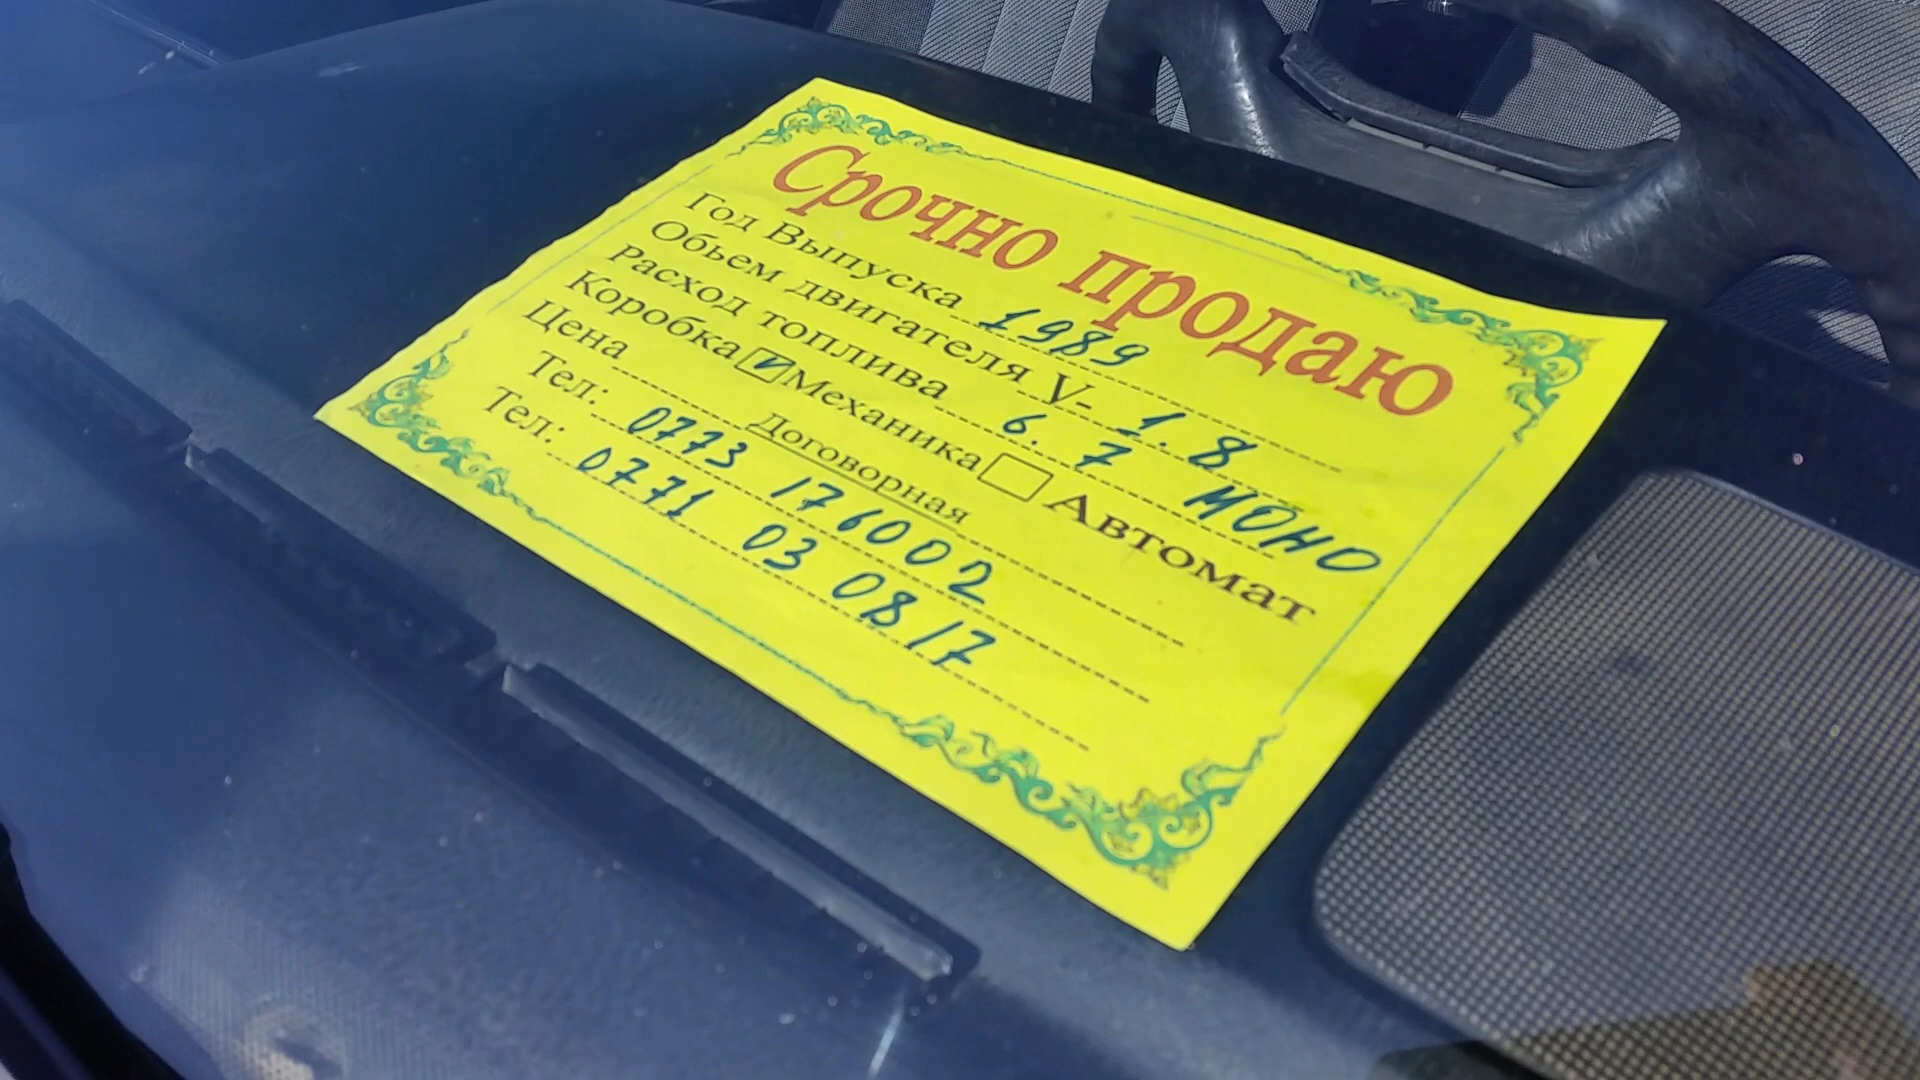 Срочно продаю
Год Выпуска 1989
Обьем двигателя V- 1.8
Расход топлива 6.7 моно
Коробка ☑ Механика ☐ Автомат
Цена Договорная
Тел: 0773 176002
Тел: 0771 03 08 17